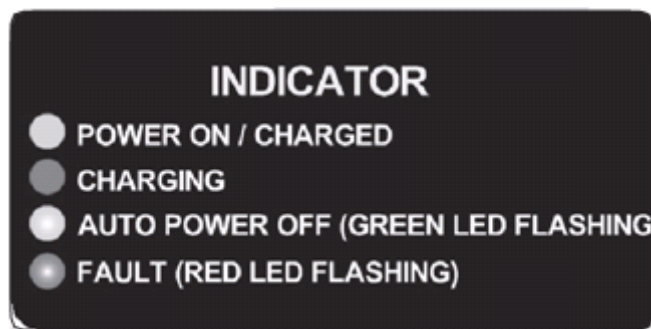 INDICATOR
POWER ON / CHARGED
CHARGING
AUTO POWER OFF (GREEN LED FLASHING
FAULT (RED LED FLASHING)